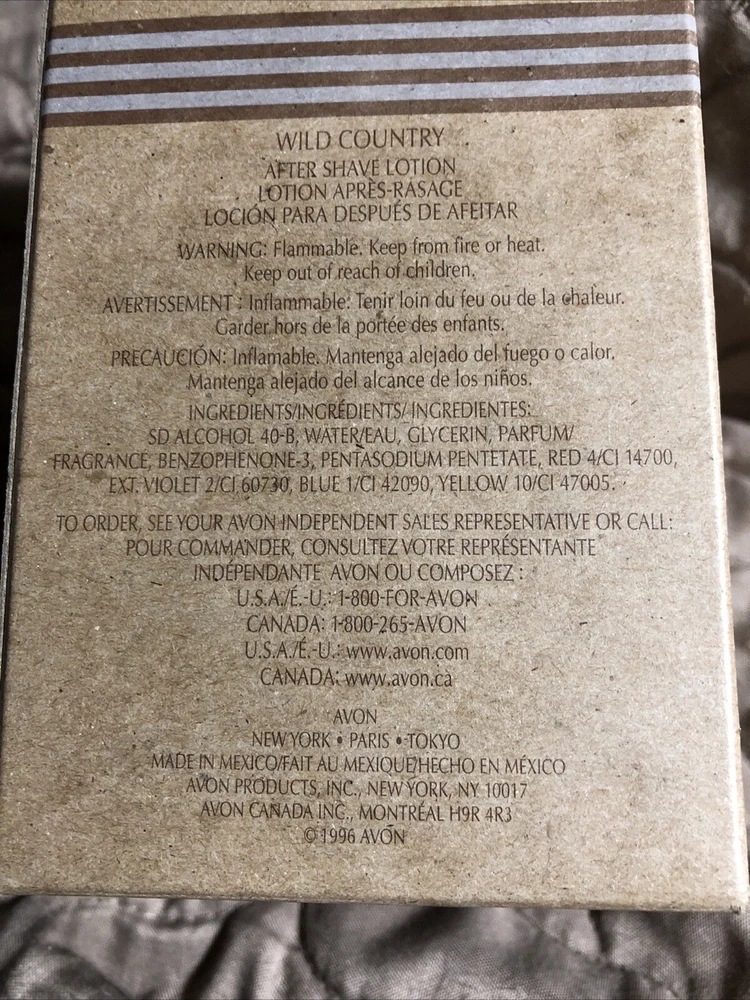 WILD COUNTRY
AFTER SHAVE LOTION
LOTION APRÈS-RASAGE
LOCIÓN PARA DESPUÉS DE AFEITAR
WARNING: Flammable. Keep from fire or heat.
Keep out of reach of children.
AVERTISSEMENT : Inflammable. Tenir loin du feu ou de la chaleur.
Garder hors de la portée des enfants.
PRECAUCIÓN: Inflamable. Mantenga alejado del fuego o calor.
Mantenga alejado del alcance de los niños.
INGREDIENTS/INGRÉDIENTS/ INGREDIENTES:
SD ALCOHOL 40-B, WATER/EAU, GLYCERIN, PARFUM/
FRAGRANCE, BENZOPHENONE-3, PENTASODIUM PENTETATE, RED 4/CI 14700,
EXT. VIOLET 2/CI 60730, BLUE 1/CI 42090, YELLOW 10/CI 47005.
TO ORDER, SEE YOUR AVON INDEPENDENT SALES REPRESENTATIVE OR CALL:
POUR COMMANDER, CONSULTEZ VOTRE REPRÉSENTANTE
INDÉPENDANTE AVON OU COMPOSEZ :
U.S.A./É.-U.: 1-800-FOR-AVON
CANADA: 1-800-265-AVON
U.S.A./É.-U.: www.avon.com
CANADA: www.avon.ca
AVON
NEW YORK • PARIS • TOKYO
MADE IN MEXICO/FAIT AU MEXIQUE/HECHO EN MÉXICO
AVON PRODUCTS, INC., NEW YORK, NY 10017
AVON CANADA INC., MONTRÉAL H9R 4R3
© 1996 AVON